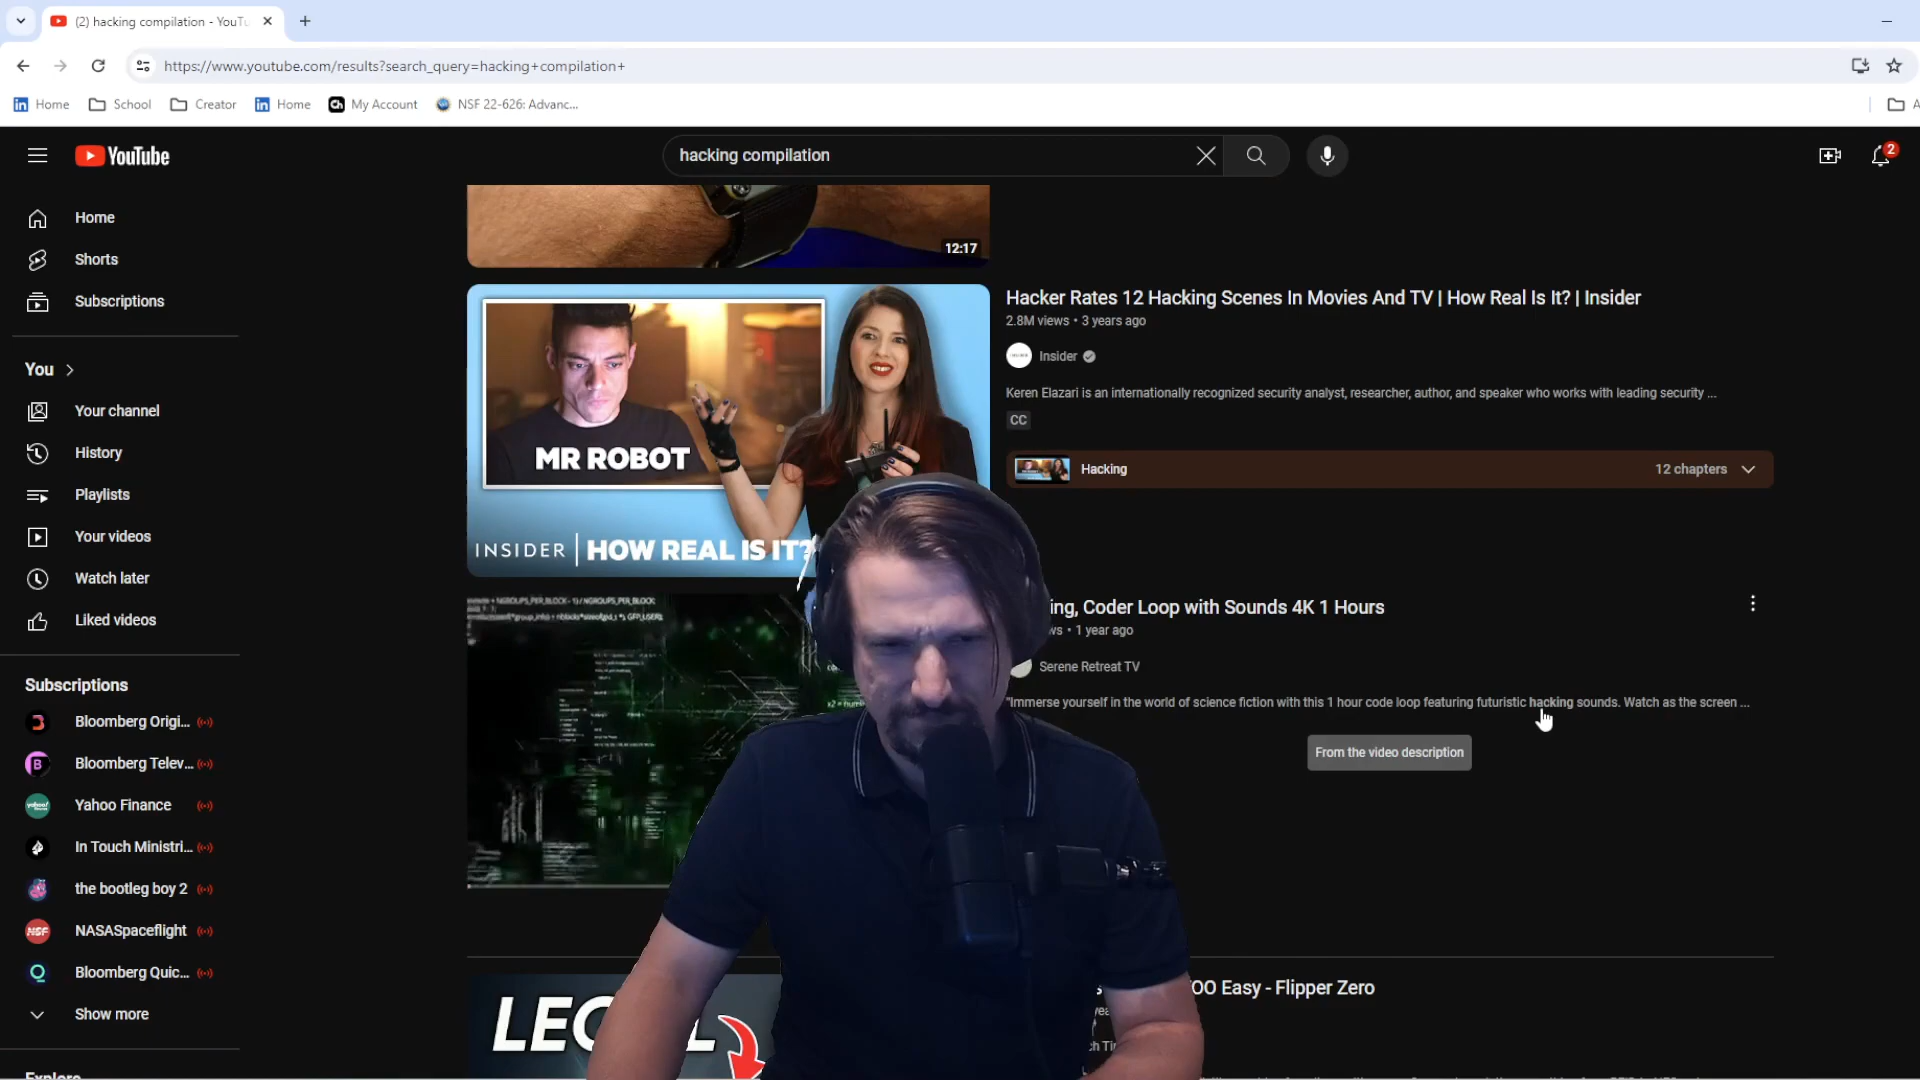 (2) hacking compilation - YouTu
https://www.youtube.com/results?search_query=hacking+compilation+
Home
School
Creator
Home
My Account
NSF 22-626: Advanc...
YouTube
hacking compilation
2
Home
Shorts
Subscriptions
You
Your channel
History
Playlists
Your videos
Watch later
Liked videos
Subscriptions
Bloomberg Origi...
Bloomberg Telev...
Yahoo Finance
In Touch Ministri...
the bootleg boy 2
NASASpaceflight
Bloomberg Quic...
Show more
Explore
12:17
MR ROBOT
INSIDER | HOW REAL IS IT?
Hacker Rates 12 Hacking Scenes In Movies And TV | How Real Is It? | Insider
2.8M views • 3 years ago
Insider
Keren Elazari is an internationally recognized security analyst, researcher, author, and speaker who works with leading security ...
CC
Hacking
12 chapters
ing, Coder Loop with Sounds 4K 1 Hours
ws • 1 year ago
Serene Retreat TV
"Immerse yourself in the world of science fiction with this 1 hour code loop featuring futuristic hacking sounds. Watch as the screen ...
From the video description
OO Easy - Flipper Zero